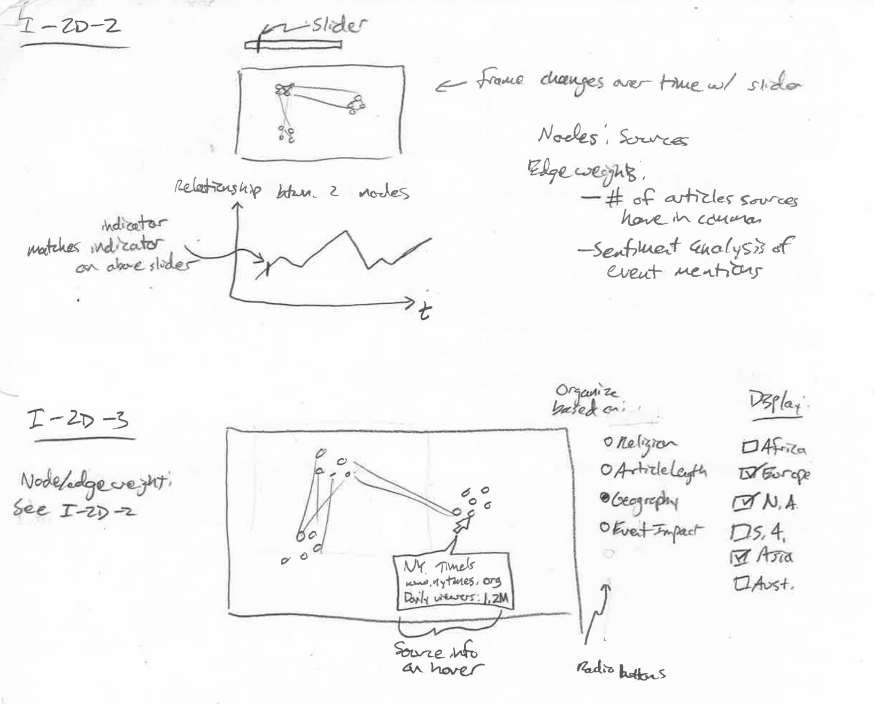 I-2D-2
Slider
← frame changes over time w/ slider
Nodes: Sources
Edge weights:
- # of articles sources
have in common
- Sentiment analysis of
event mentions
Relationship btwn. 2 nodes
indicator
matches indicator
on above slider
t
I-2D-3
Node/edge weight:
See I-2D-2
Organize
based on:
Religion
Article Length
Geography
Event Impact
Display:
Africa
Europe
N.A.
S.A.
Asia
Aust.
N.Y. Times
www.nytimes.org
Daily viewers: 1.2M
Source info
on hover
Radio buttons